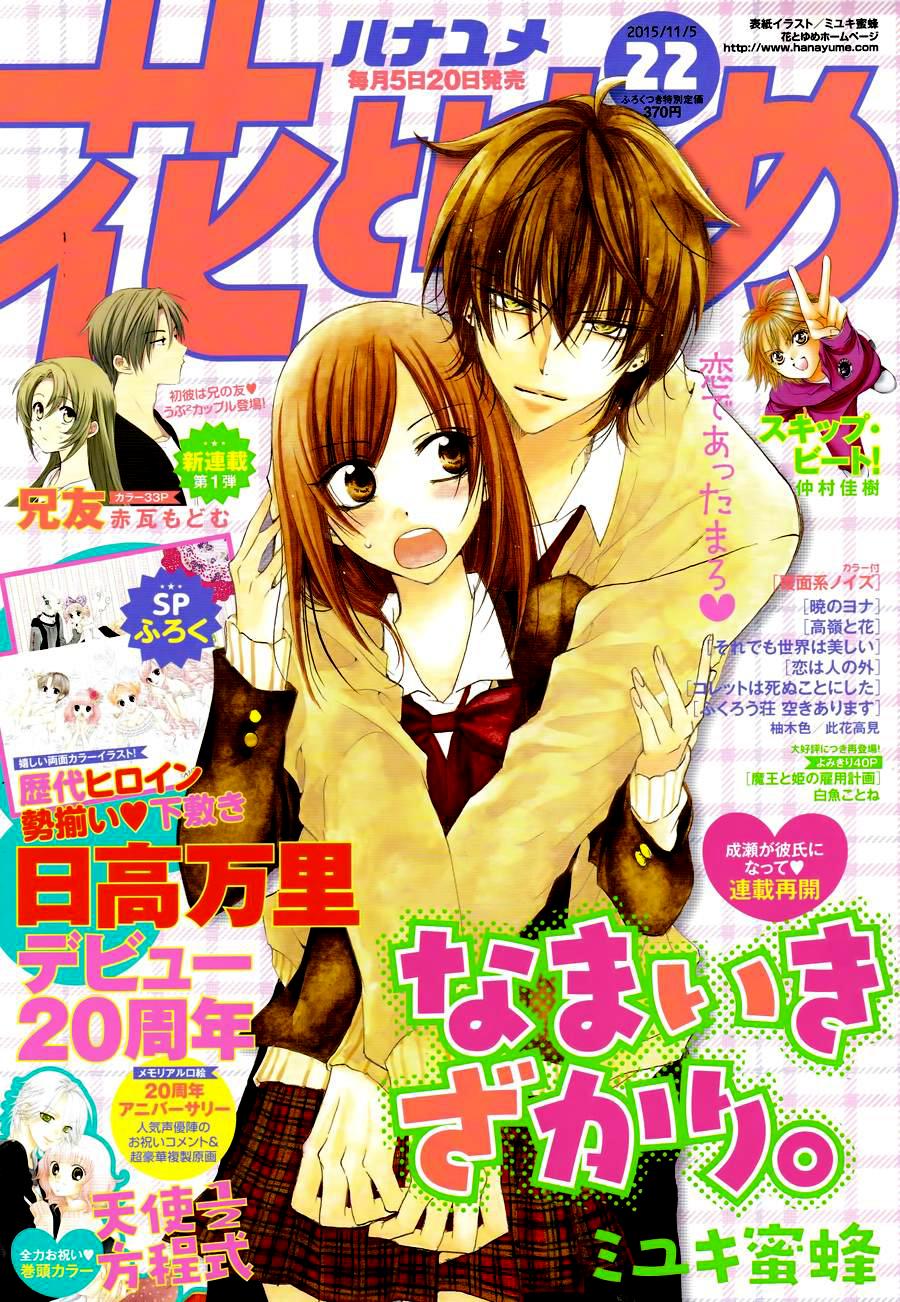 ハナユメ
毎月5日20日発売
2015/11/5
22
ふろくつき特別定価
370円
表紙イラスト/ミユキ蜜蜂
花とゆめホームページ
http://www.hanayume.com
花とゆめ
初彼は兄の友♥
うぶ²カップル登場!
新連載
第1弾
兄友
カラー33P
赤瓦もどむ
恋であったまろ♥
スキップ・
ビート!
仲村佳樹
SP
ふろく
嬉しい両面カラーイラスト!
歴代ヒロイン
勢揃い♥下敷き
日高万里
デビュー
20周年
メモリアル口絵
20周年
アニバーサリー
人気声優陣の
お祝いコメント&
超豪華複製原画
天使1/2
方程式
全力お祝い♥
巻頭カラー
カラー付
[覆面系ノイズ]
[暁のヨナ]
[高嶺と花]
[それでも世界は美しい]
[恋は人の外]
[コレットは死ぬことにした]
[ふくろう荘 空きあります]
柚木色/此花高見
大好評につき再登場!
よみきり40P
[魔王と姫の雇用計画]
白魚ことね
成瀬が彼氏に
なって♥
連載再開
なまいき
ざかり。
ミユキ蜜蜂